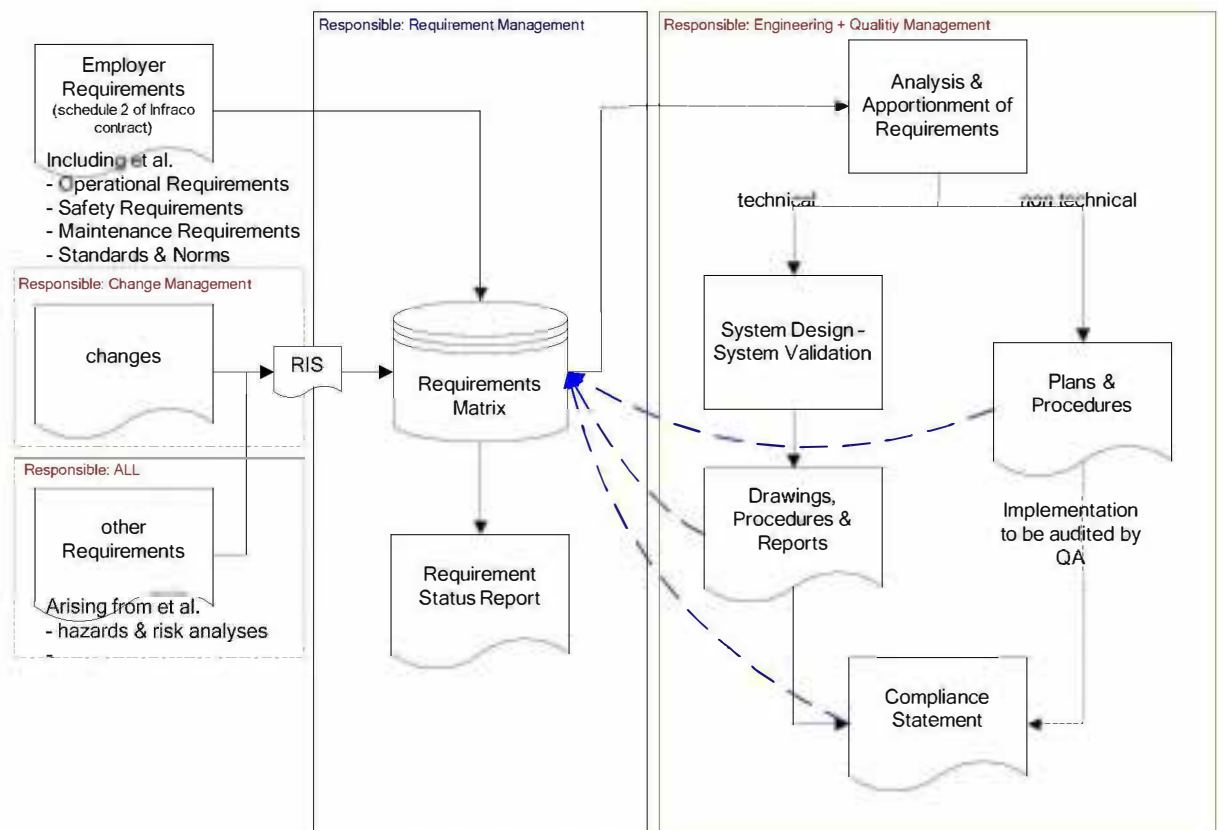 Responsible: Requirement Management
Responsible: Engineering + Qualitiy Management
Employer
Requirements
(schedule 2 of Infraco
contract)
Including et al.
- Operational Requirements
- Safety Requirements
- Maintenance Requirements
- Standards & Norms
Responsible: Change Management
changes
RIS
Responsible: ALL
other
Requirements
Arising from et al.
- hazards & risk analyses
-
Requirements
Matrix
Requirement
Status Report
Analysis &
Apportionment of
Requirements
technical
non technical
System Design -
System Validation
Plans &
Procedures
Drawings,
Procedures &
Reports
Implementation
to be audited by
QA
Compliance
Statement